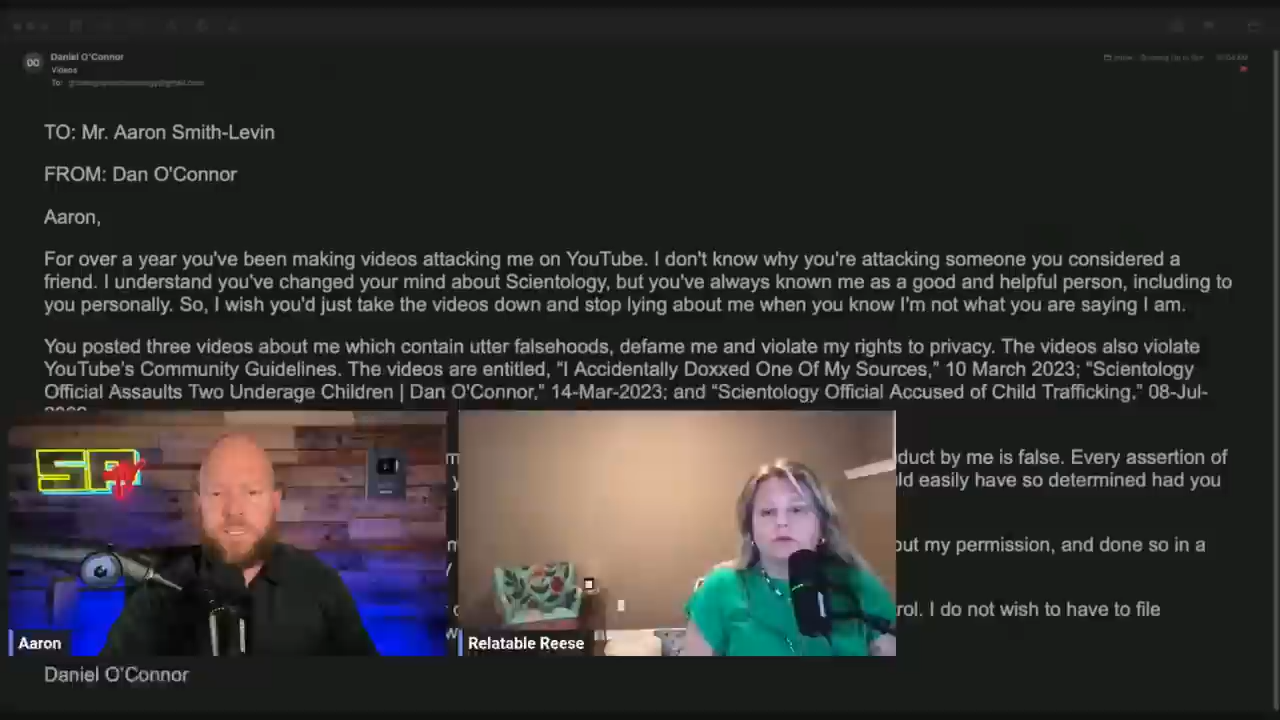 DO
Daniel O'Connor
Videos
To:
TO: Mr. Aaron Smith-Levin
FROM: Dan O'Connor
Aaron,
For over a year you've been making videos attacking me on YouTube. I don't know why you're attacking someone you considered a
friend. I understand you've changed your mind about Scientology, but you've always known me as a good and helpful person, including to
you personally. So, I wish you'd just take the videos down and stop lying about me when you know I'm not what you are saying I am.
You posted three videos about me which contain utter falsehoods, defame me and violate my rights to privacy. The videos also violate
YouTube's Community Guidelines. The videos are entitled, "I Accidentally Doxxed One Of My Sources," 10 March 2023; "Scientology
Official Assaults Two Underage Children | Dan O'Connor," 14-Mar-2023; and "Scientology Official Accused of Child Trafficking," 08-Jul-
duct by me is false. Every assertion of
ld easily have so determined had you
out my permission, and done so in a
rol. I do not wish to have to file
SP
Aaron
Relatable Reese
Daniel O'Connor